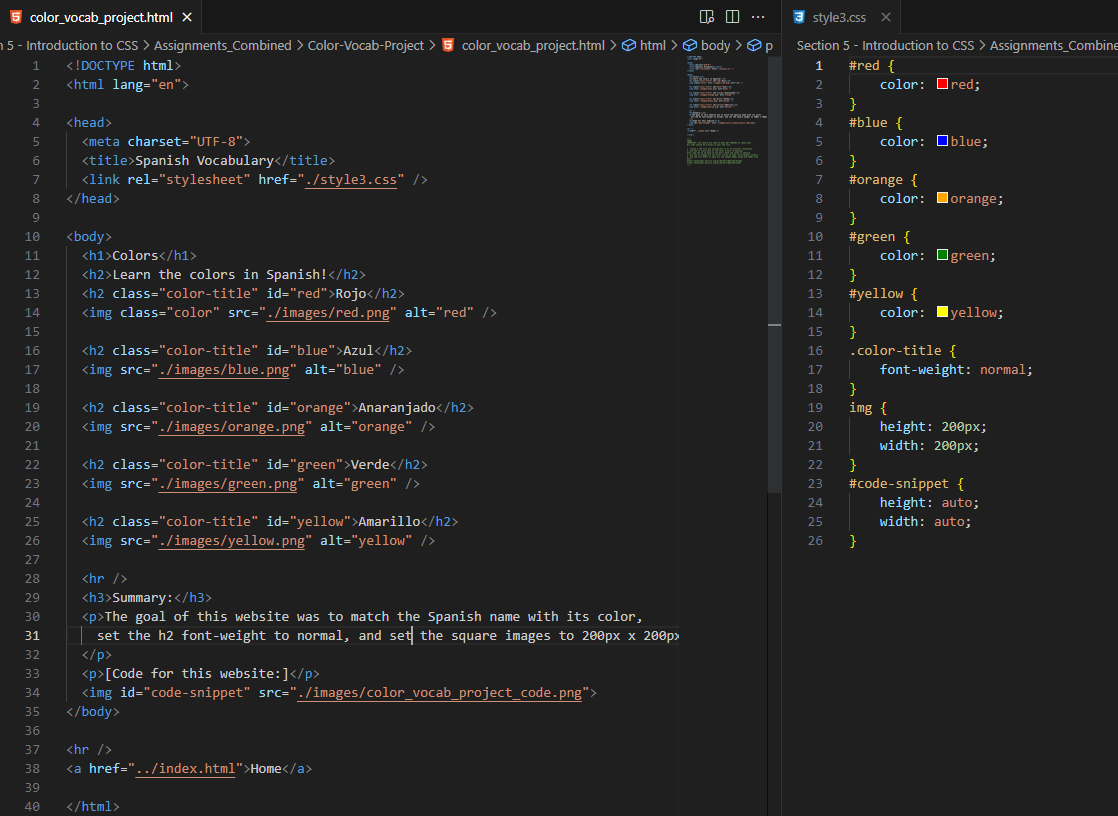 color_vocab_project.html
n 5 - Introduction to CSS > Assignments_Combined > Color-Vocab-Project > color_vocab_project.html > html > body > p
1 <!DOCTYPE html>
2 <html lang="en">
3
4 <head>
5 <meta charset="UTF-8">
6 <title>Spanish Vocabulary</title>
7 <link rel="stylesheet" href="./style3.css" />
8 </head>
9
10 <body>
11 <h1>Colors</h1>
12 <h2>Learn the colors in Spanish!</h2>
13 <h2 class="color-title" id="red">Rojo</h2>
14 <img class="color" src="./images/red.png" alt="red" />
15
16 <h2 class="color-title" id="blue">Azul</h2>
17 <img src="./images/blue.png" alt="blue" />
18
19 <h2 class="color-title" id="orange">Anaranjado</h2>
20 <img src="./images/orange.png" alt="orange" />
21
22 <h2 class="color-title" id="green">Verde</h2>
23 <img src="./images/green.png" alt="green" />
24
25 <h2 class="color-title" id="yellow">Amarillo</h2>
26 <img src="./images/yellow.png" alt="yellow" />
27
28 <hr />
29 <h3>Summary:</h3>
30 <p>The goal of this website was to match the Spanish name with its color,
31 set the h2 font-weight to normal, and set the square images to 200px x 200px
32 </p>
33 <p>[Code for this website:]</p>
34 <img id="code-snippet" src="./images/color_vocab_project_code.png">
35 </body>
36
37 <hr />
38 <a href="../index.html">Home</a>
39
40 </html>
style3.css
Section 5 - Introduction to CSS > Assignments_Combine
1 #red {
2 color: red;
3 }
4 #blue {
5 color: blue;
6 }
7 #orange {
8 color: orange;
9 }
10 #green {
11 color: green;
12 }
13 #yellow {
14 color: yellow;
15 }
16 .color-title {
17 font-weight: normal;
18 }
19 img {
20 height: 200px;
21 width: 200px;
22 }
23 #code-snippet {
24 height: auto;
25 width: auto;
26 }